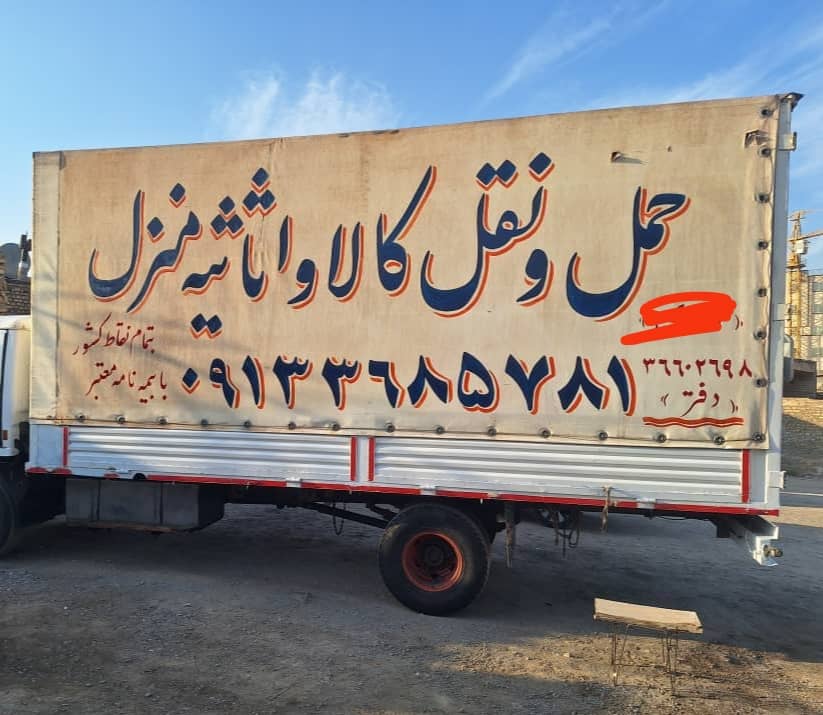 حمل و نقل کالا و اثاثیه منزل
بتمام نقاط کشور
با بیمه نامه معتبر
۰۹۱۳۳۶۸۵۷۸۱
۳۶۶۰۲۶۹۸
(( دفتر ))